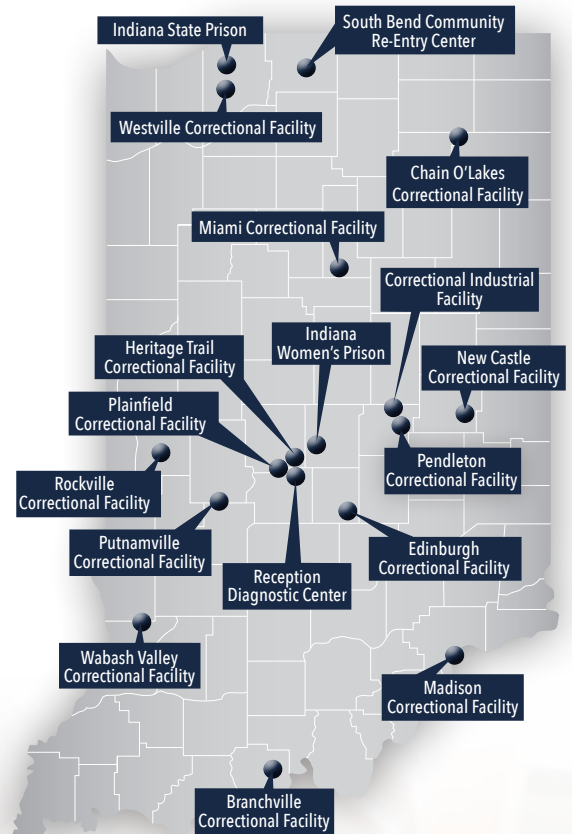 Indiana State Prison
South Bend Community
Re-Entry Center
Westville Correctional Facility
Chain O'Lakes
Correctional Facility
Miami Correctional Facility
Correctional Industrial
Facility
Heritage Trail
Correctional Facility
Indiana
Women's Prison
New Castle
Correctional Facility
Plainfield
Correctional Facility
Pendleton
Correctional Facility
Rockville
Correctional Facility
Putnamville
Correctional Facility
Reception
Diagnostic Center
Edinburgh
Correctional Facility
Wabash Valley
Correctional Facility
Madison
Correctional Facility
Branchville
Correctional Facility